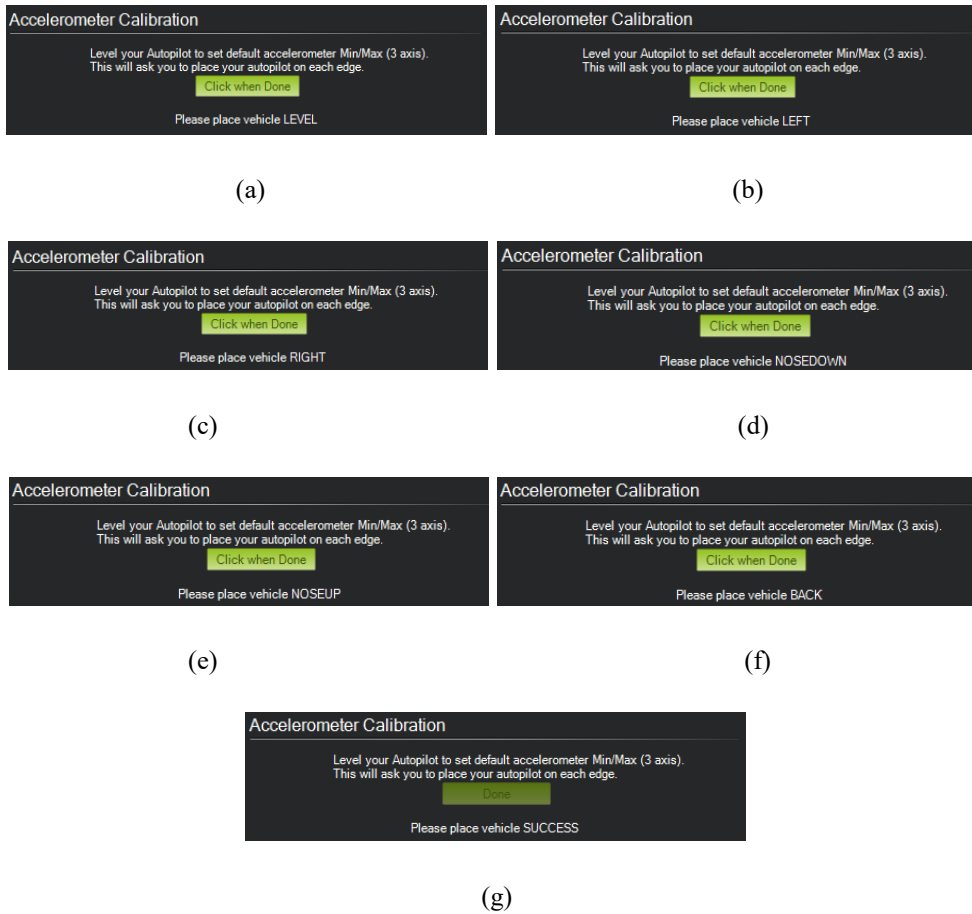 Accelerometer Calibration
Level your Autopilot to set default accelerometer Min/Max (3 axis).
This will ask you to place your autopilot on each edge.
Click when Done
Please place vehicle LEVEL
(a)
Accelerometer Calibration
Level your Autopilot to set default accelerometer Min/Max (3 axis).
This will ask you to place your autopilot on each edge.
Click when Done
Please place vehicle LEFT
(b)
Accelerometer Calibration
Level your Autopilot to set default accelerometer Min/Max (3 axis).
This will ask you to place your autopilot on each edge.
Click when Done
Please place vehicle RIGHT
(c)
Accelerometer Calibration
Level your Autopilot to set default accelerometer Min/Max (3 axis).
This will ask you to place your autopilot on each edge.
Click when Done
Please place vehicle NOSEDOWN
(d)
Accelerometer Calibration
Level your Autopilot to set default accelerometer Min/Max (3 axis).
This will ask you to place your autopilot on each edge.
Click when Done
Please place vehicle NOSEUP
(e)
Accelerometer Calibration
Level your Autopilot to set default accelerometer Min/Max (3 axis).
This will ask you to place your autopilot on each edge.
Click when Done
Please place vehicle BACK
(f)
Accelerometer Calibration
Level your Autopilot to set default accelerometer Min/Max (3 axis).
This will ask you to place your autopilot on each edge.
Done
Please place vehicle SUCCESS
(g)